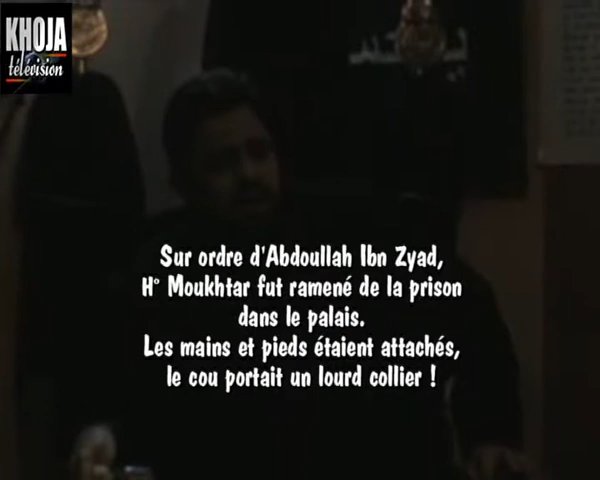 KHOJA
télévision
Sur ordre d'Abdoullah Ibn Zyad,
H° Moukhtar fut ramené de la prison
dans le palais.
Les mains et pieds étaient attachés,
le cou portait un lourd collier !